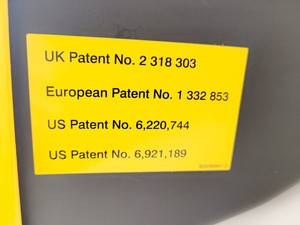 UK Patent No. 2 318 303
European Patent No. 1 332 853
US Patent No. 6,220,744
US Patent No. 6,921,189